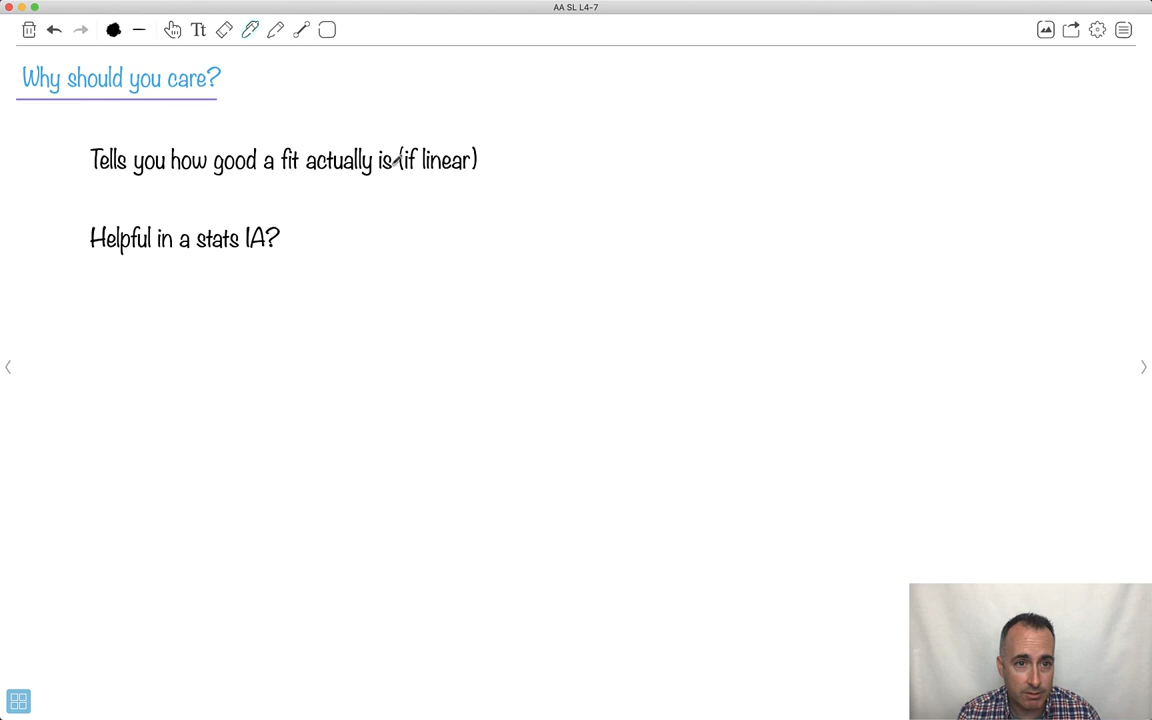 AA SL L4-7
Tt
Why should you care?
Tells you how good a fit actually is (if linear)
Helpful in a stats IA?